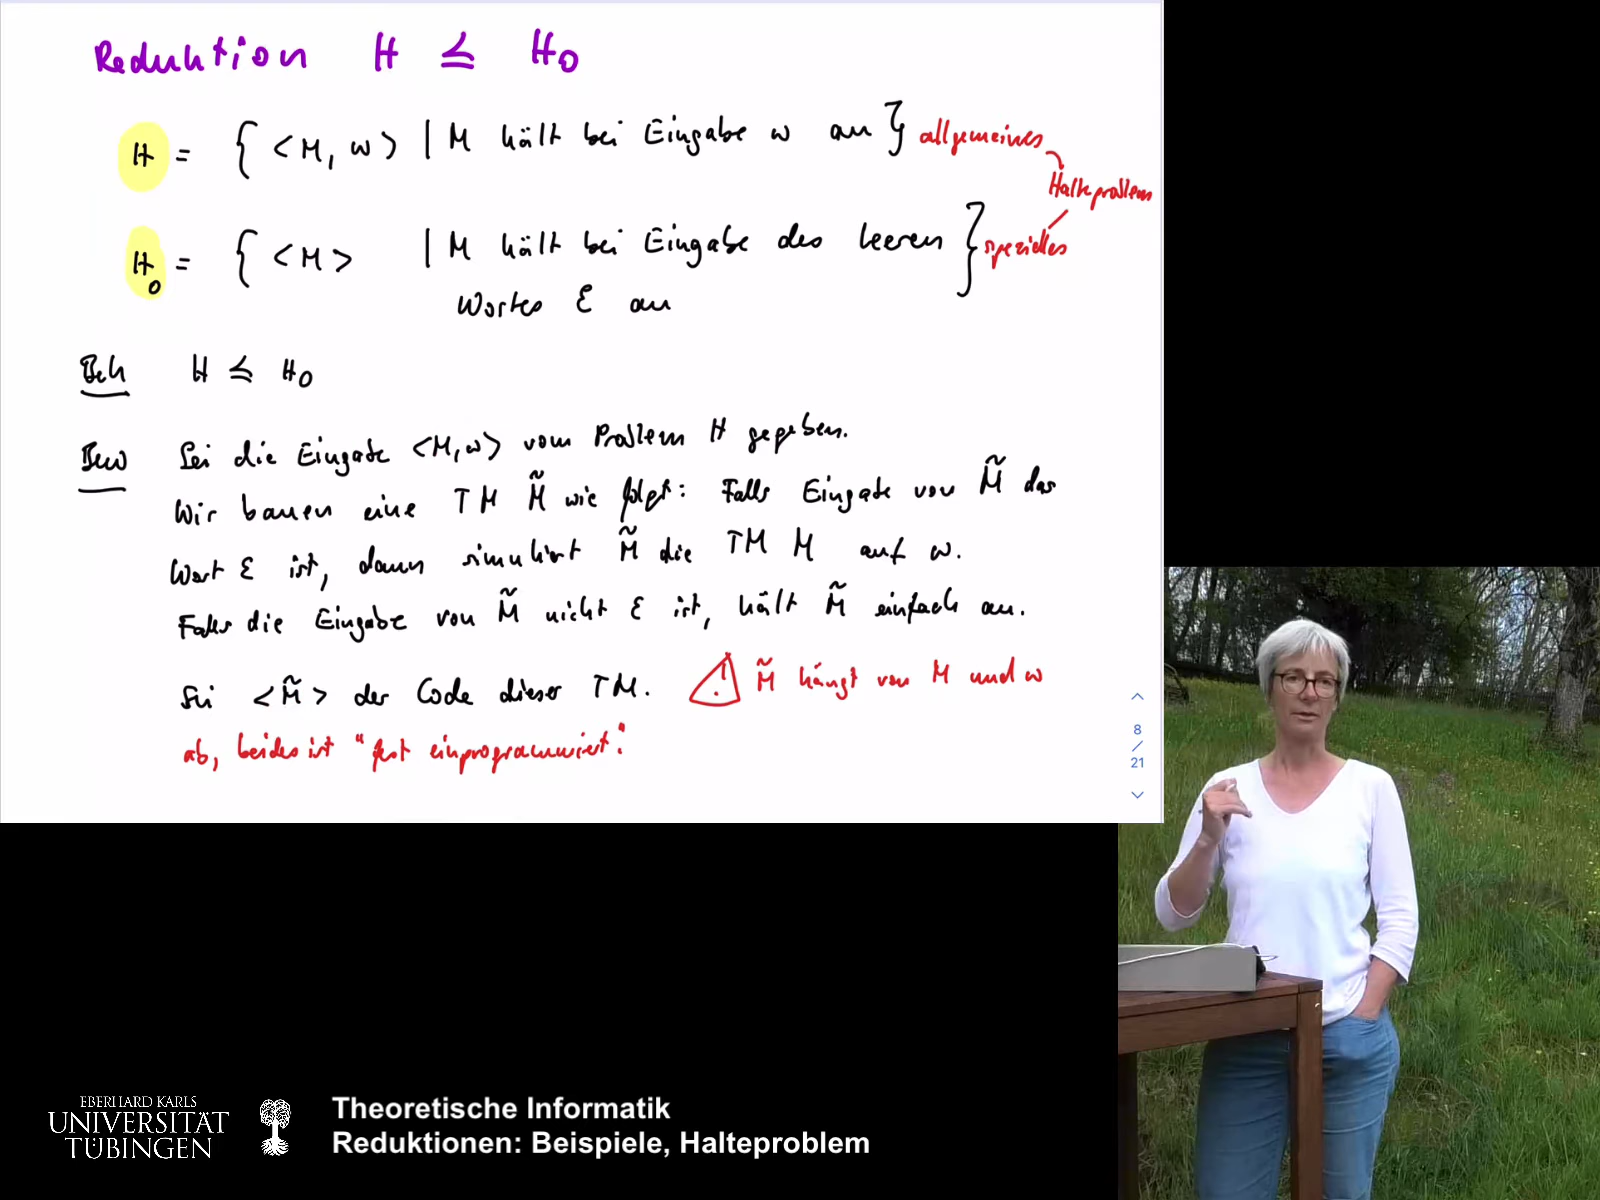 Reduktion H ≤ H₀
H = { <M, w> | M hält bei Eingabe w an } allgemeines
Halteproblem
H₀ = { <M> | M hält bei Eingabe des leeren } spezielles
Wortes ε an
Beh H ≤ H₀
Bew Sei die Eingabe <M,w> vom Problem H gegeben.
Wir bauen eine TM M̃ wie folgt: Falls Eingabe von M̃ das
Wort ε ist, dann simuliert M̃ die TM M auf w.
Falls die Eingabe von M̃ nicht ε ist, hält M̃ einfach an.
Sei <M̃> der Code dieser TM. ! M̃ hängt von M und w
ab, beides ist "fest einprogrammiert".
8
/
21
EBERHARD KARLS
UNIVERSITÄT
TÜBINGEN
Theoretische Informatik
Reduktionen: Beispiele, Halteproblem